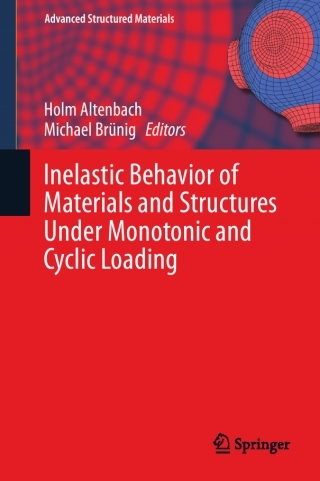 Advanced Structured Materials
Holm Altenbach
Michael Brünig Editors
Inelastic Behavior of
Materials and Structures
Under Monotonic and
Cyclic Loading
Springer